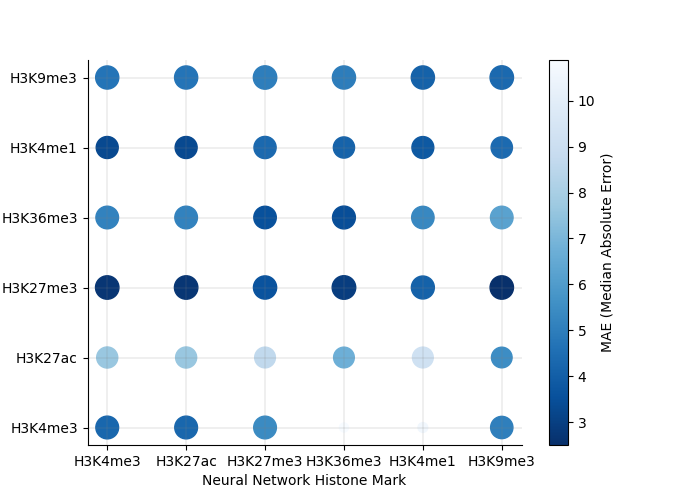 H3K9me3
H3K4me1
H3K36me3
H3K27me3
H3K27ac
H3K4me3
H3K4me3 H3K27ac H3K27me3 H3K36me3 H3K4me1 H3K9me3
Neural Network Histone Mark
10
9
8
7
6
5
4
3
MAE (Median Absolute Error)